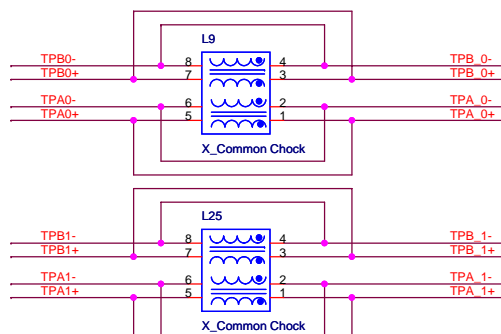 L9
TPB0- 8 4 TPB_0-
TPB0+ 7 3 TPB_0+
TPA0- 6 2 TPA_0-
TPA0+ 5 1 TPA_0+
X_Common Chock
L25
TPB1- 8 4 TPB_1-
TPB1+ 7 3 TPB_1+
TPA1- 6 2 TPA_1-
TPA1+ 5 1 TPA_1+
X_Common Chock